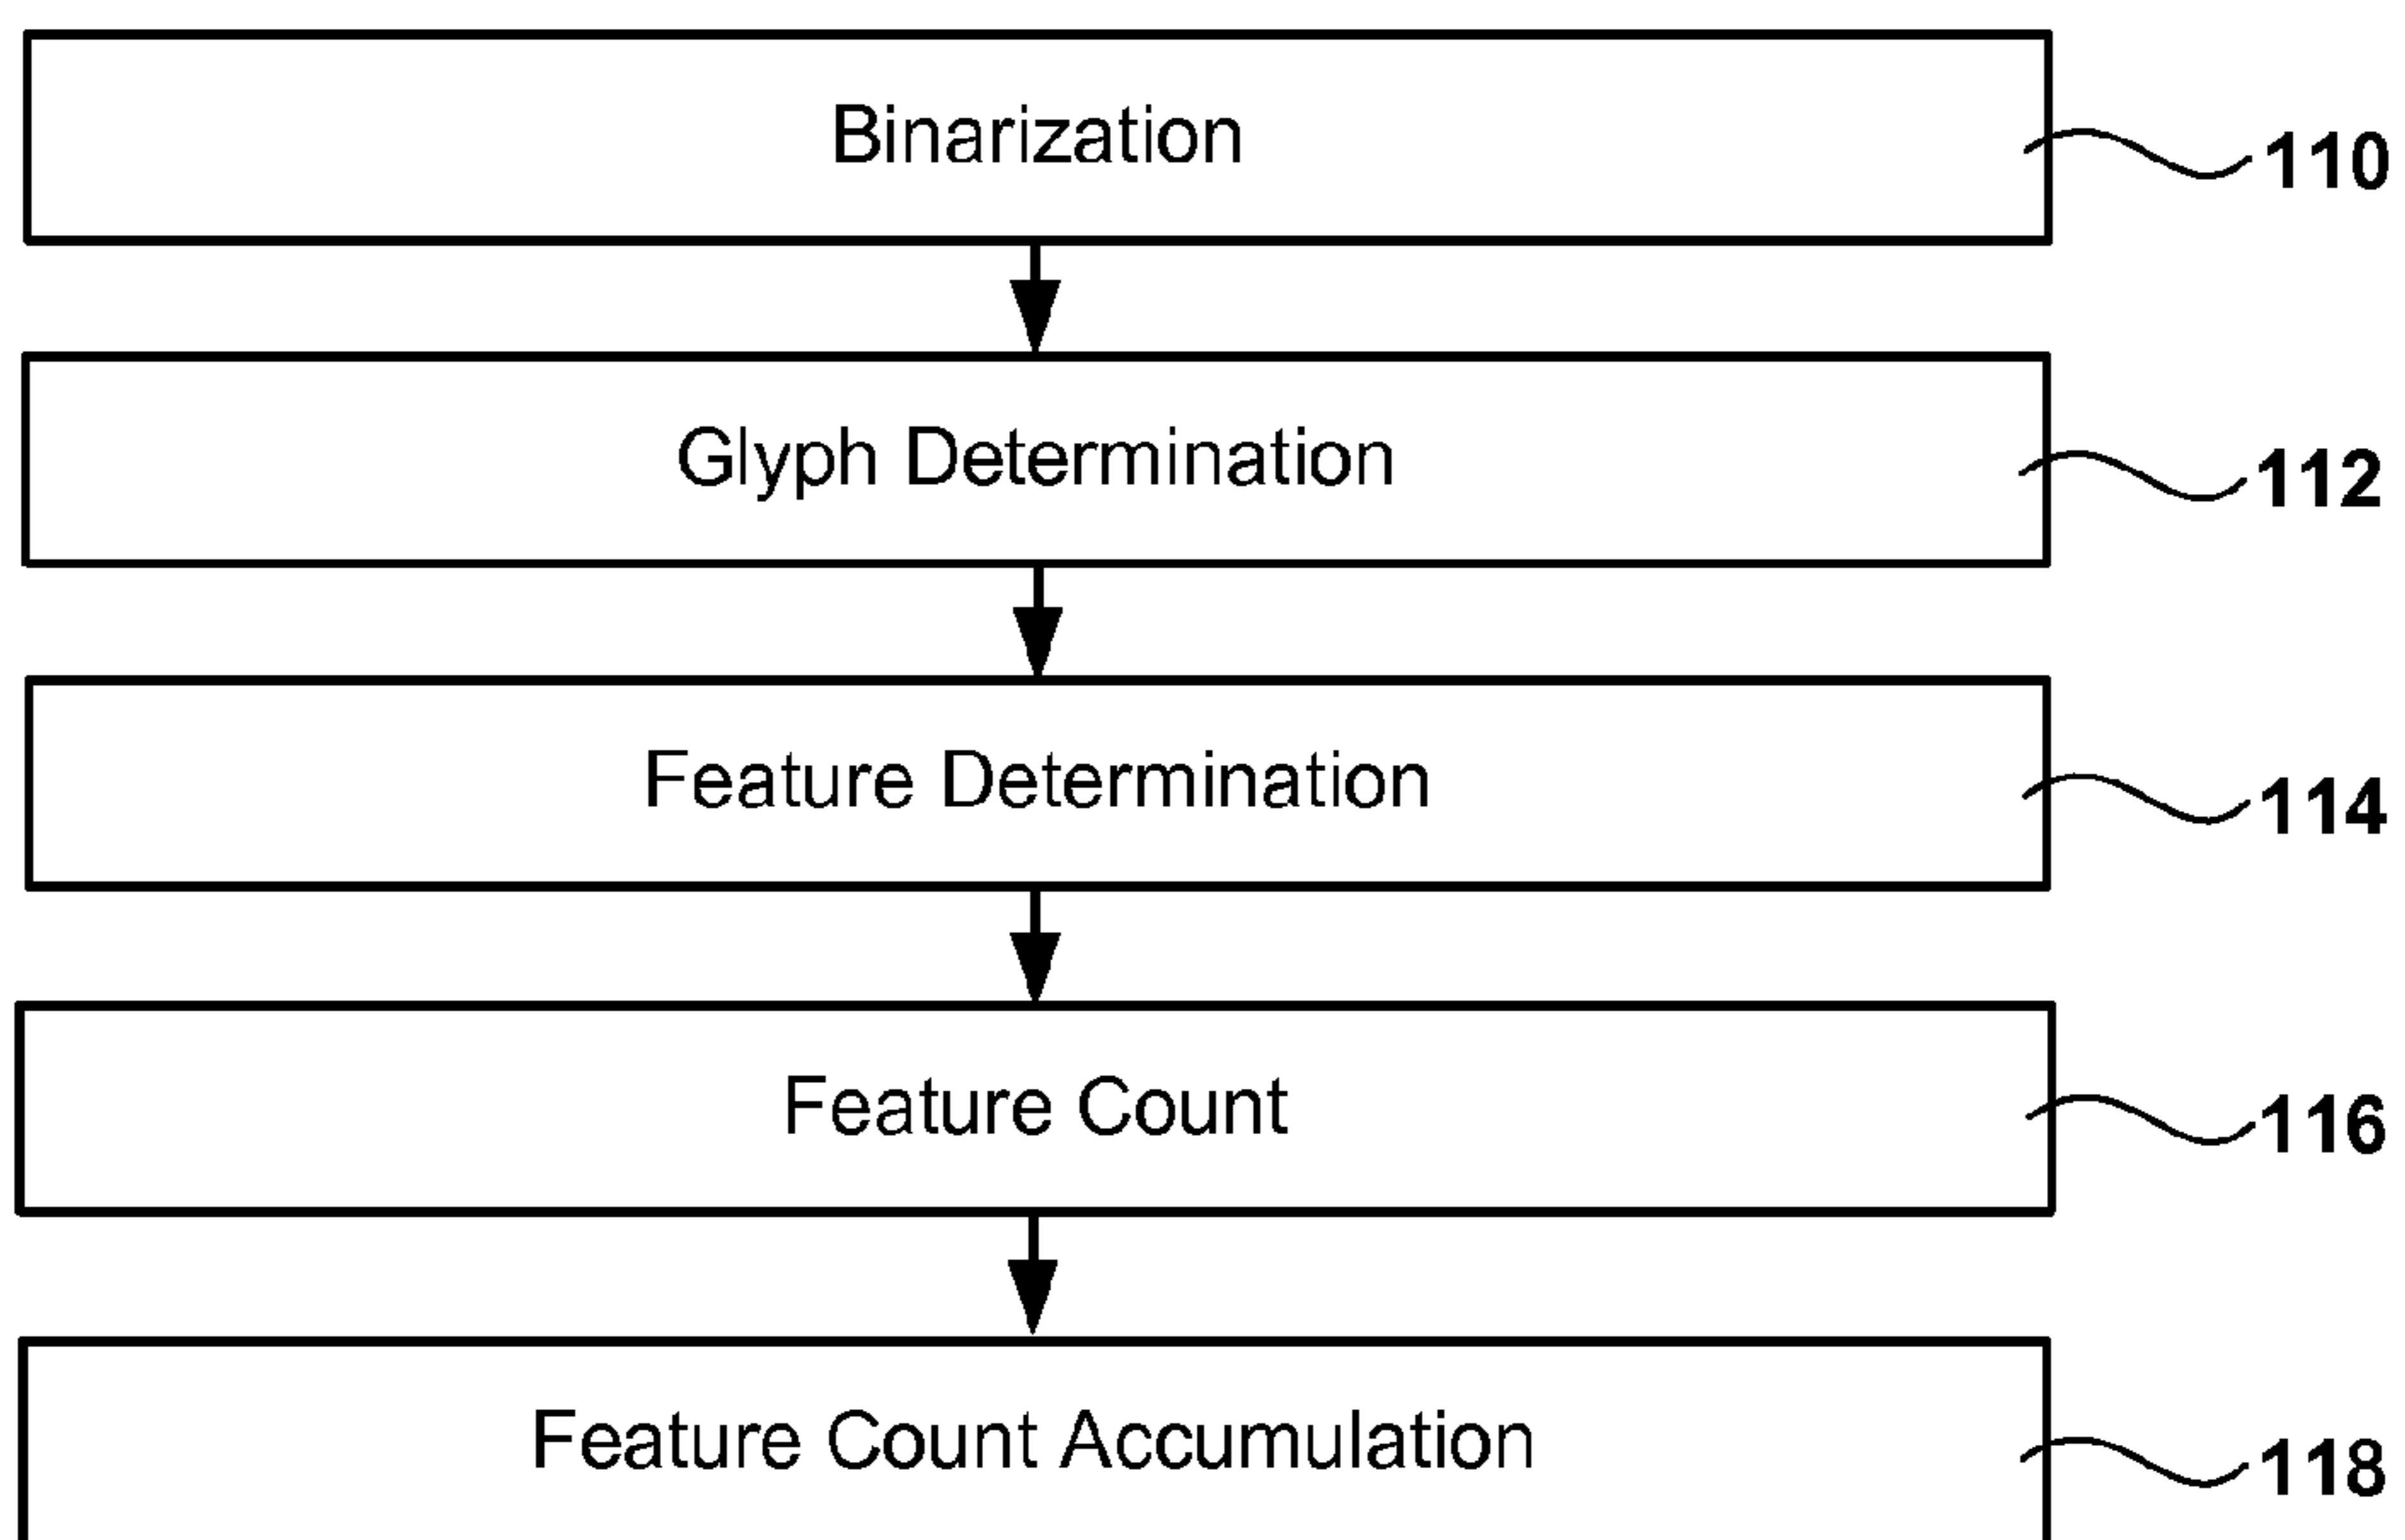 Binarization 110
Glyph Determination 112
Feature Determination 114
Feature Count 116
Feature Count Accumulation 118